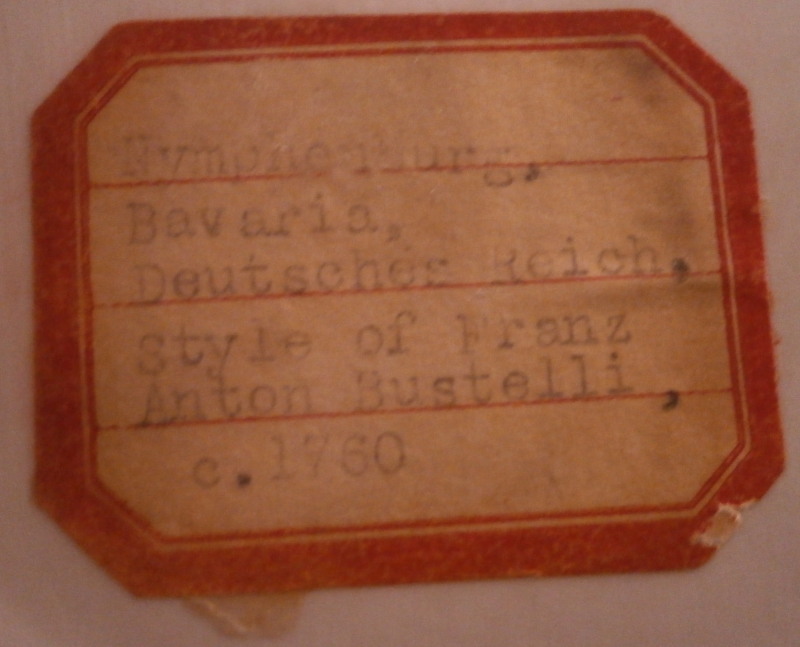 Nymphenburg,
Bavaria,
Deutsches Reich,
Style of Franz
Anton Bustelli,
c.1760